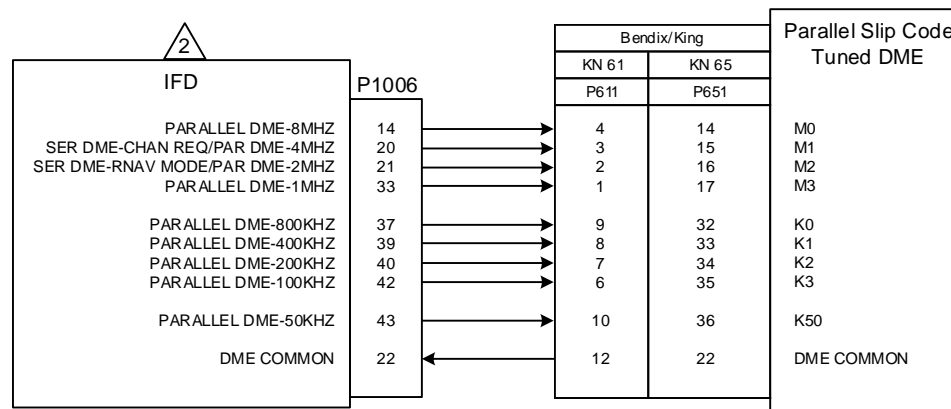 2
IFD
P1006
Bendix/King
KN 61 KN 65
P611 P651
Parallel Slip Code
Tuned DME
PARALLEL DME-8MHZ 14 4 14 M0
SER DME-CHAN REQ/PAR DME-4MHZ 20 3 15 M1
SER DME-RNAV MODE/PAR DME-2MHZ 21 2 16 M2
PARALLEL DME-1MHZ 33 1 17 M3
PARALLEL DME-800KHZ 37 9 32 K0
PARALLEL DME-400KHZ 39 8 33 K1
PARALLEL DME-200KHZ 40 7 34 K2
PARALLEL DME-100KHZ 42 6 35 K3
PARALLEL DME-50KHZ 43 10 36 K50
DME COMMON 22 12 22 DME COMMON